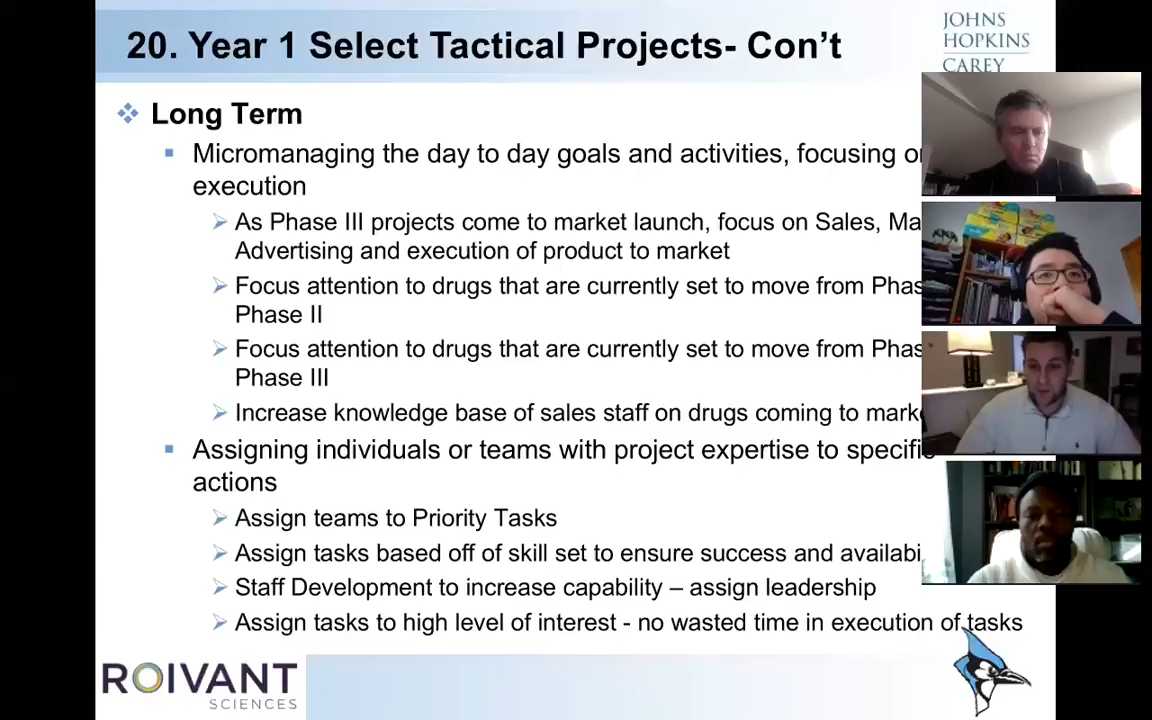 20. Year 1 Select Tactical Projects- Con't
JOHNS
HOPKINS
CAREY
Long Term
Micromanaging the day to day goals and activities, focusing
execution
As Phase III projects come to market launch, focus on Sales,
Advertising and execution of product to market
Focus attention to drugs that are currently set to move from
Phase II
Focus attention to drugs that are currently set to move from
Phase III
Increase knowledge base of sales staff on drugs coming to
Assigning individuals or teams with project expertise to specific
actions
Assign teams to Priority Tasks
Assign tasks based off of skill set to ensure success and
Staff Development to increase capability – assign leadership
Assign tasks to high level of interest - no wasted time in execution of tasks
ROIVANT
SCIENCES